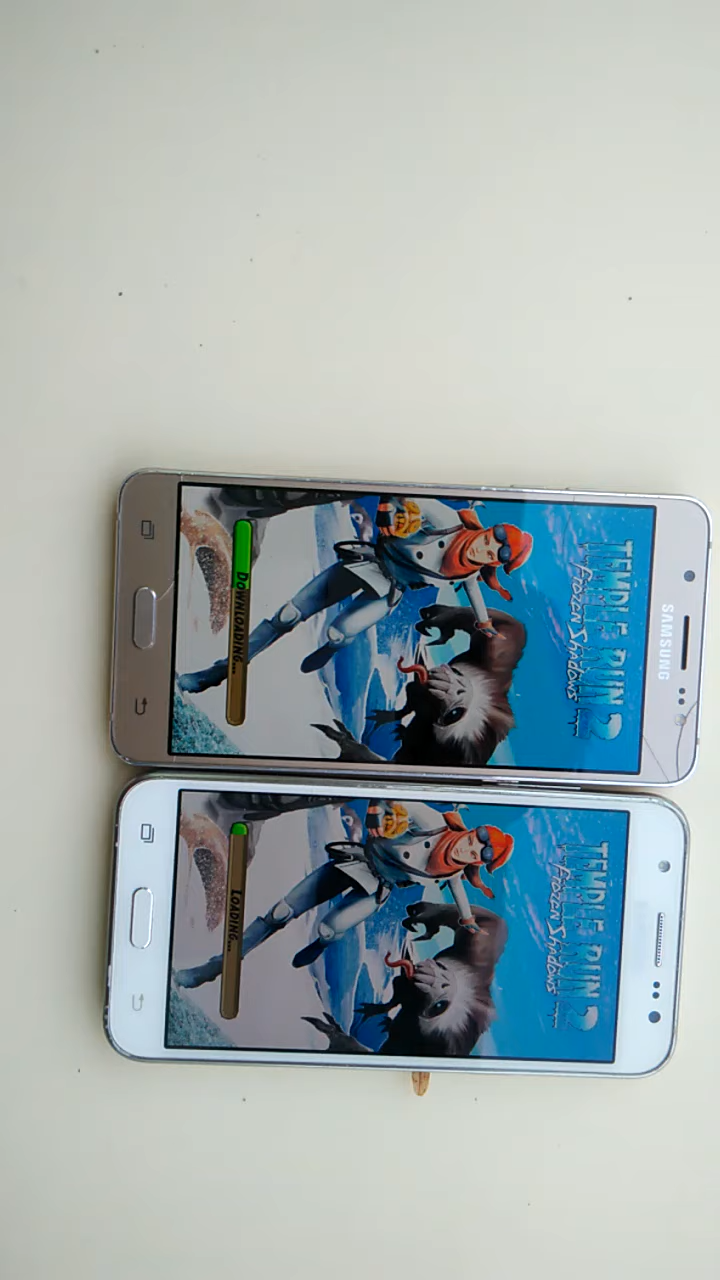 SAMSUNG
TEMPLE RUN 2
Frozen Shadows
DOWNLOADING...
TEMPLE RUN 2
Frozen Shadows
LOADING...